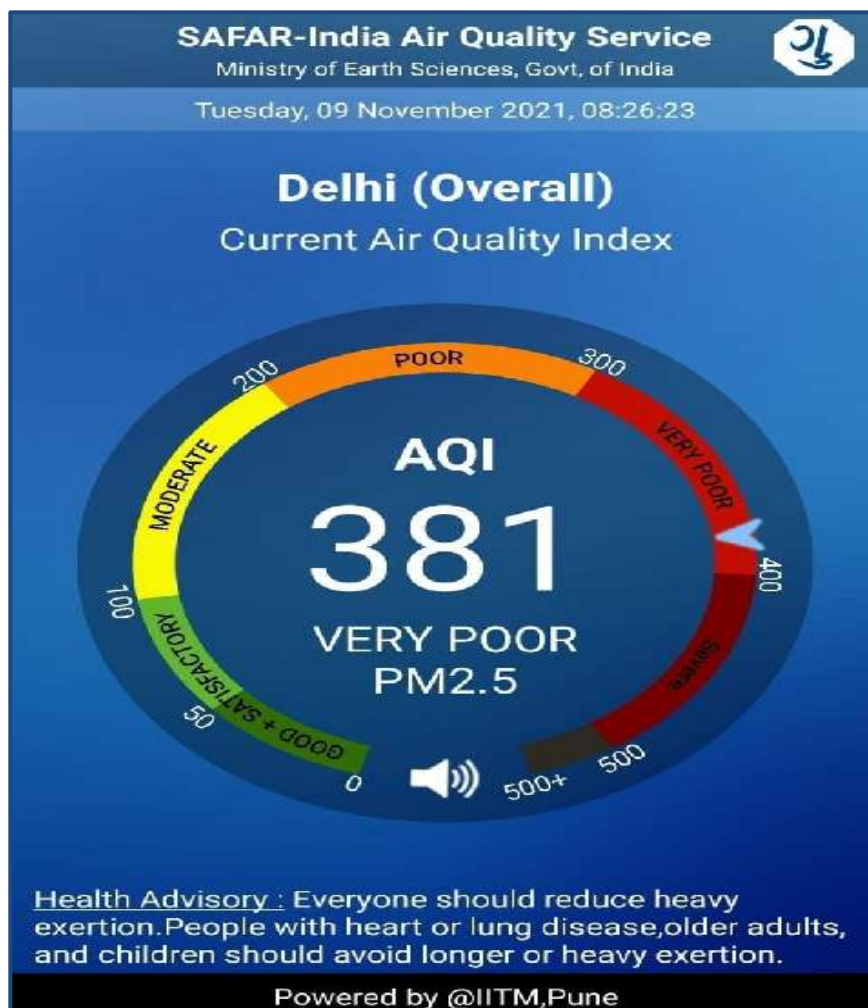 SAFAR-India Air Quality Service
Ministry of Earth Sciences, Govt, of India
Tuesday, 09 November 2021, 08:26:23
Delhi (Overall)
Current Air Quality Index
200
POOR
300
MODERATE
VERY POOR
AQI
381
VERY POOR
PM2.5
100
400
GOOD + SATISFACTORY
Severe
50
0
500+
500
Health Advisory : Everyone should reduce heavy
exertion.People with heart or lung disease,older adults,
and children should avoid longer or heavy exertion.
Powered by @IITM,Pune